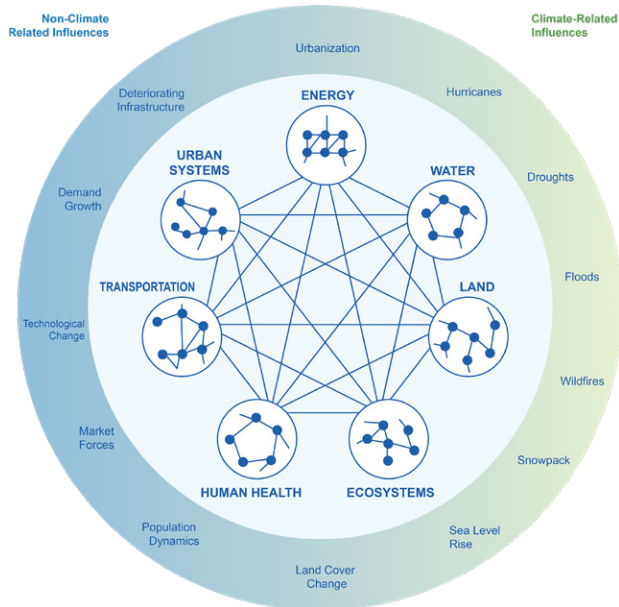 Non-Climate
Related Influences
Climate-Related
Influences
Urbanization
Deteriorating
Infrastructure
Hurricanes
ENERGY
URBAN
SYSTEMS
WATER
Demand
Growth
Droughts
TRANSPORTATION
LAND
Floods
Technological
Change
Wildfires
Market
Forces
Snowpack
HUMAN HEALTH
ECOSYSTEMS
Population
Dynamics
Sea Level
Rise
Land Cover
Change